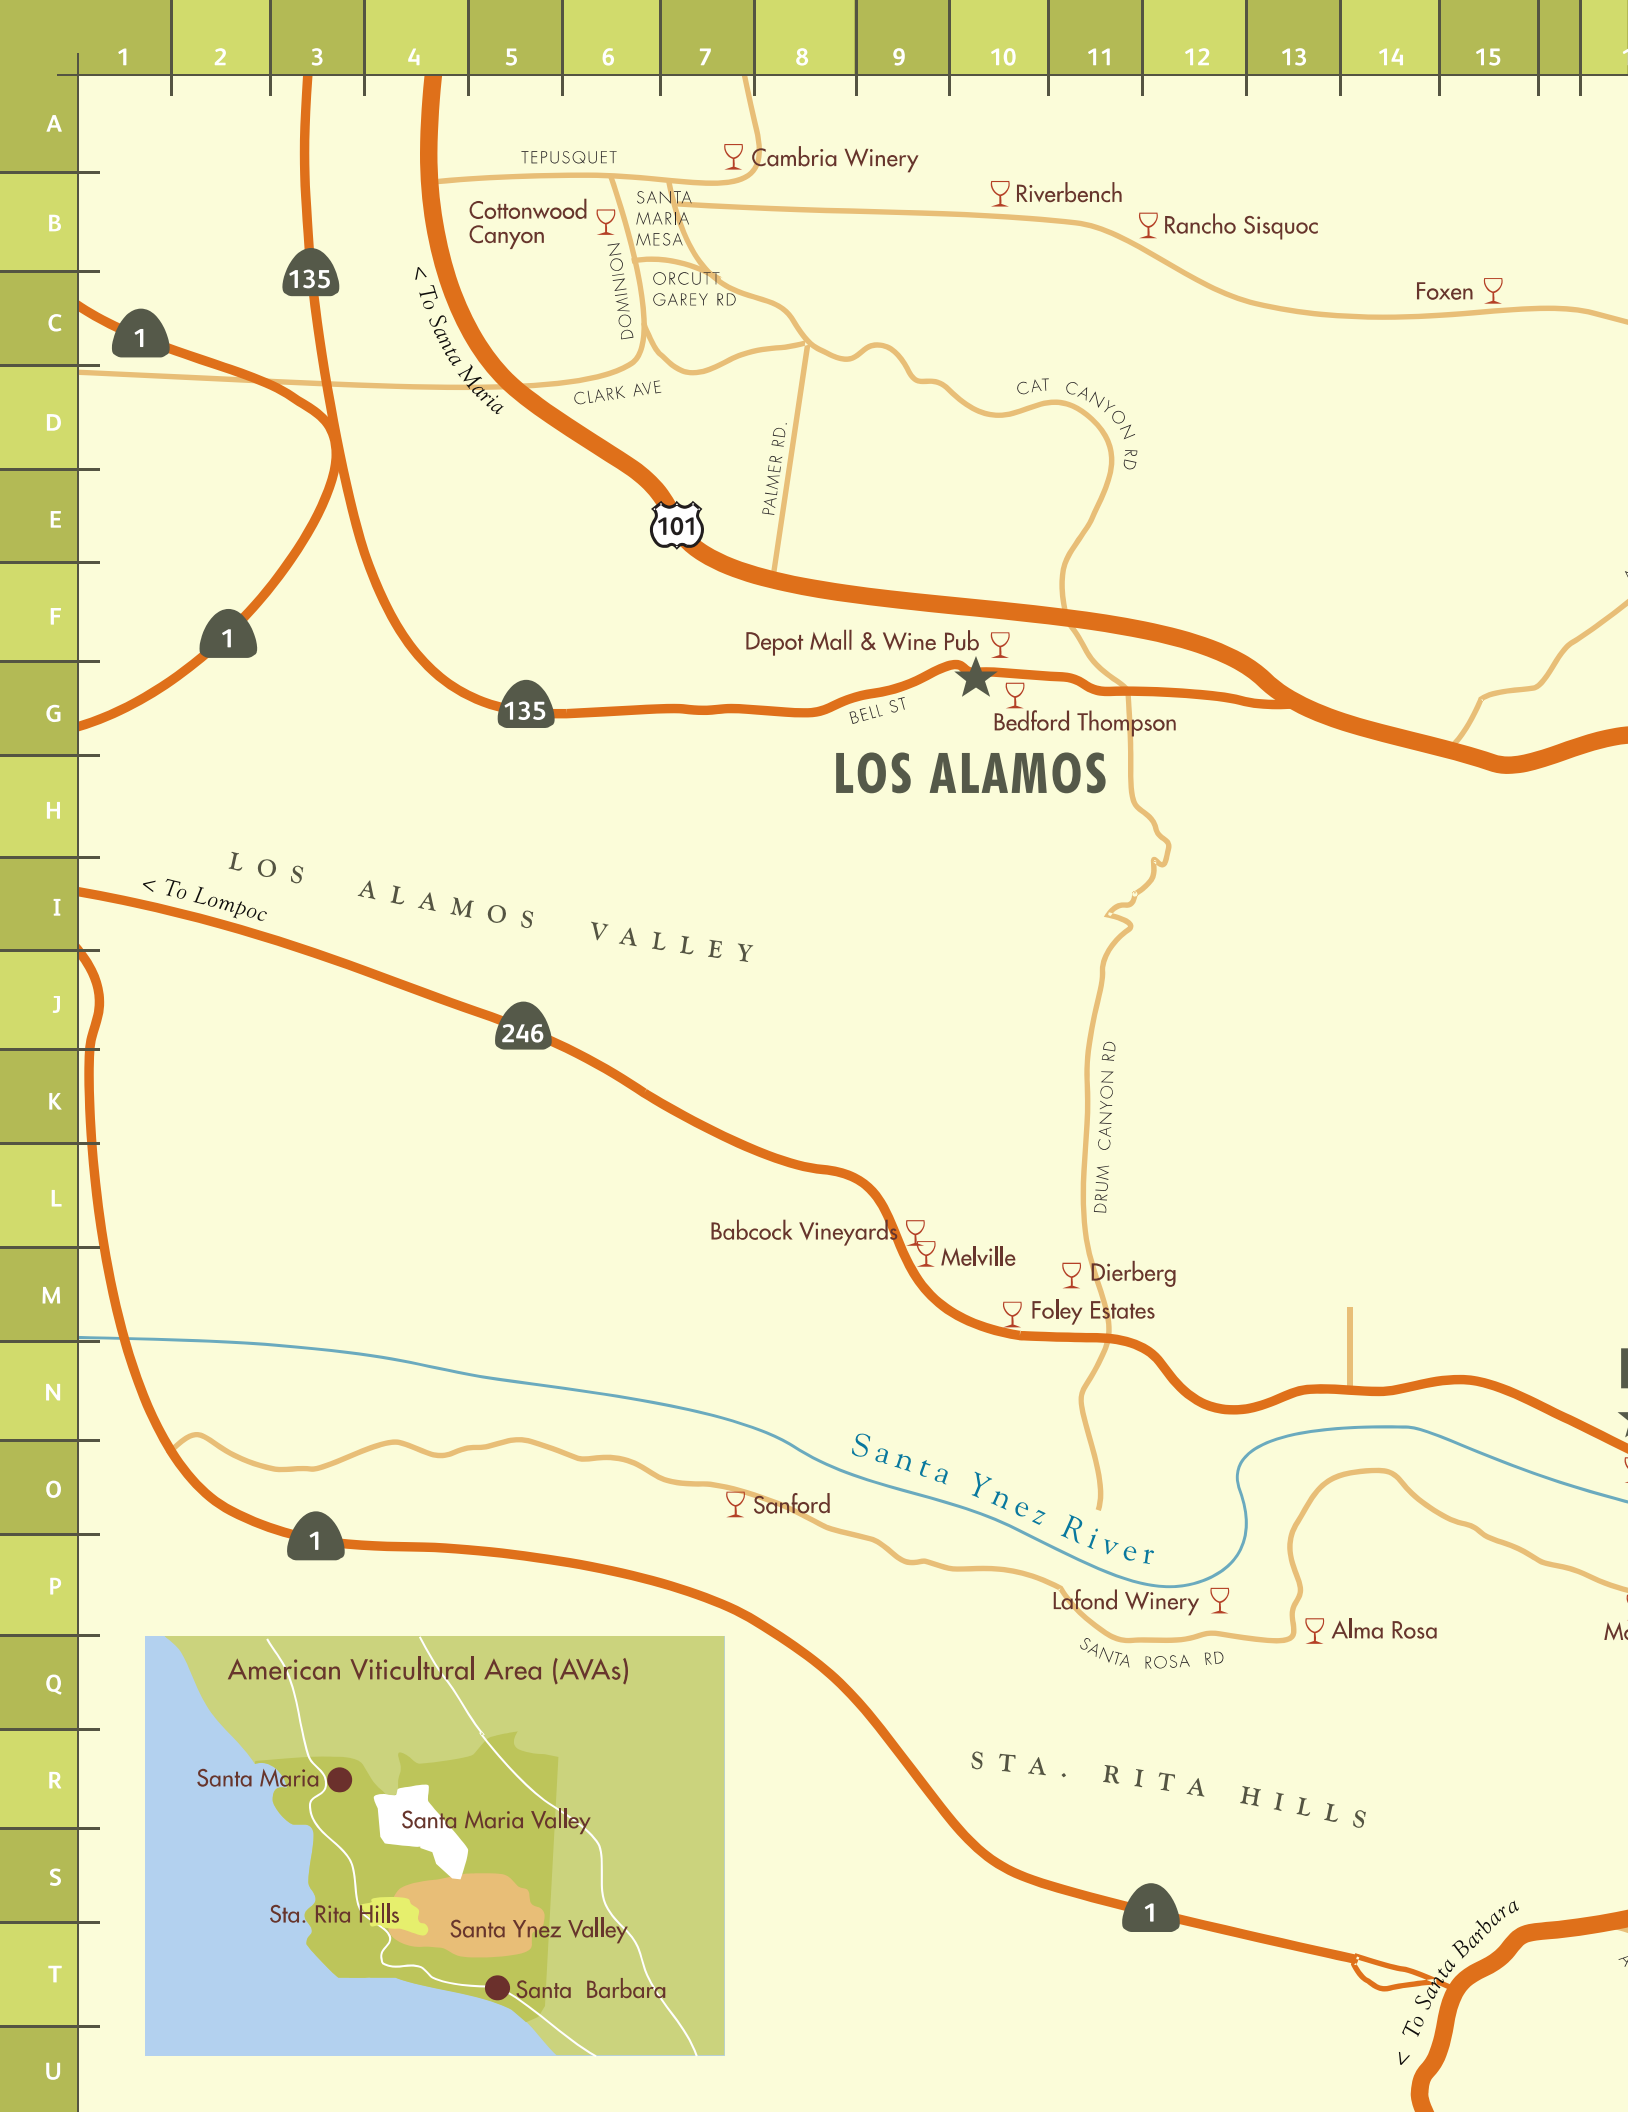 1 2 3 4 5 6 7 8 9 10 11 12 13 14 15
A
TEPUSQUET
Cambria Winery
SANTA
MARIA
MESA
Riverbench
B
Cottonwood
Canyon
Rancho Sisquoc
DOMINION
135
ORCUTT
GAREY RD
Foxen
C
1
< To Santa Maria
CLARK AVE
CAT CANYON RD
D
PALMER RD.
E
101
F
1
Depot Mall & Wine Pub
G
135
BELL ST
Bedford Thompson
LOS ALAMOS
H
LOS ALAMOS VALLEY
< To Lompoc
I
J
246
K
DRUM CANYON RD
L
Babcock Vineyards
Melville
M
Dierberg
Foley Estates
N
Santa Ynez River
O
Sanford
1
P
Lafond Winery
Alma Rosa
SANTA ROSA RD
Q
American Viticultural Area (AVAs)
R
STA. RITA HILLS
Santa Maria
Santa Maria Valley
S
1
Sta. Rita Hills
Santa Ynez Valley
< To Santa Barbara
T
Santa Barbara
U